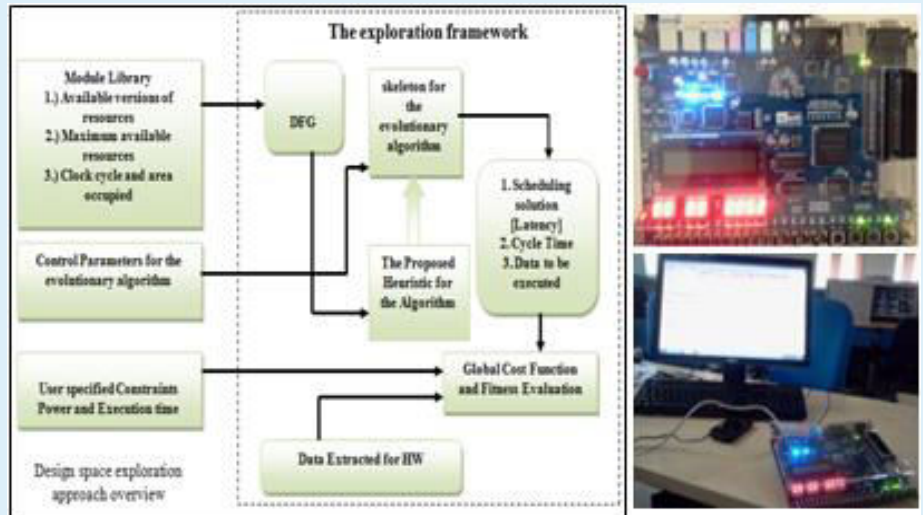 The exploration framework
Module Library
1.) Available versions of
resources
2.) Maximum available
resources
3.) Clock cycle and area
occupied
DFG
skeleton for
the
evolutionary
algorithm
1. Scheduling
solution
[Latency]
2. Cycle Time
3. Data to be
executed
Control Parameters for the
evolutionary algorithm
The Proposed
Heuristic for
the Algorithm
User specified Constraints
Power and Execution time
Global Cost Function
and Fitness Evaluation
Data Extracted for HW
Design space exploration
approach overview